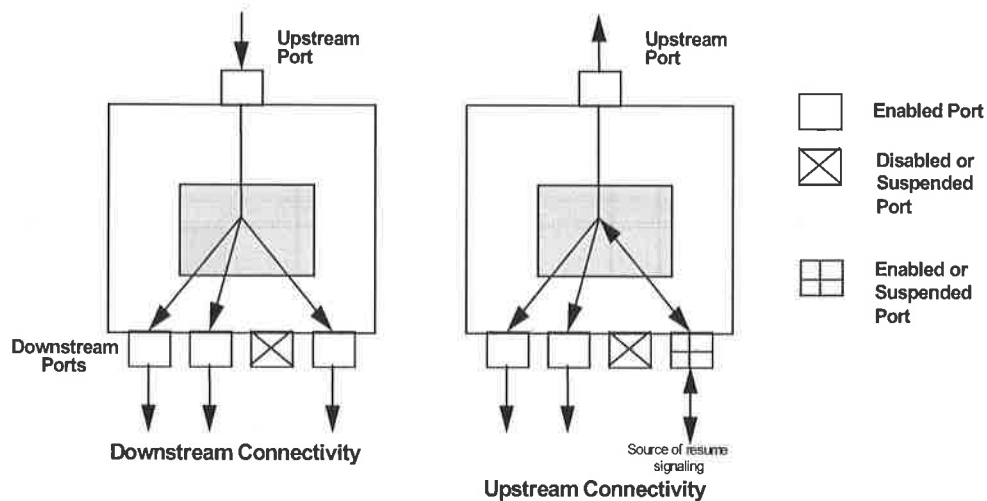 Upstream
Port
Downstream
Ports
Downstream Connectivity
Upstream
Port
Source of resume
signaling
Upstream Connectivity
Enabled Port
Disabled or
Suspended
Port
Enabled or
Suspended
Port